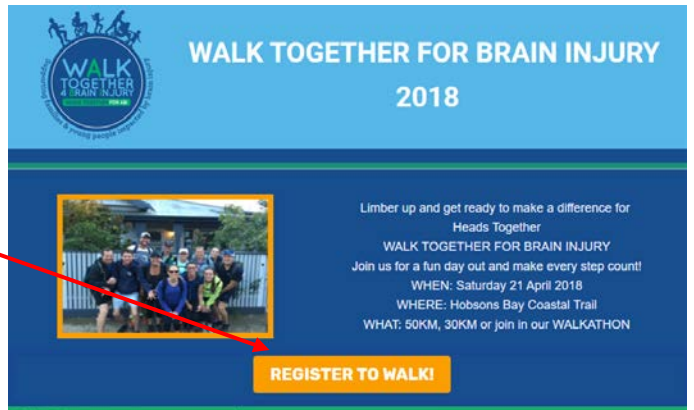 WALK
TOGETHER
4 BRAIN INJURY
WALK TOGETHER FOR BRAIN INJURY
2018
Limber up and get ready to make a difference for
Heads Together
WALK TOGETHER FOR BRAIN INJURY
Join us for a fun day out and make every step count!
WHEN: Saturday 21 April 2018
WHERE: Hobsons Bay Coastal Trail
WHAT: 50KM, 30KM or join in our WALKATHON
REGISTER TO WALK!